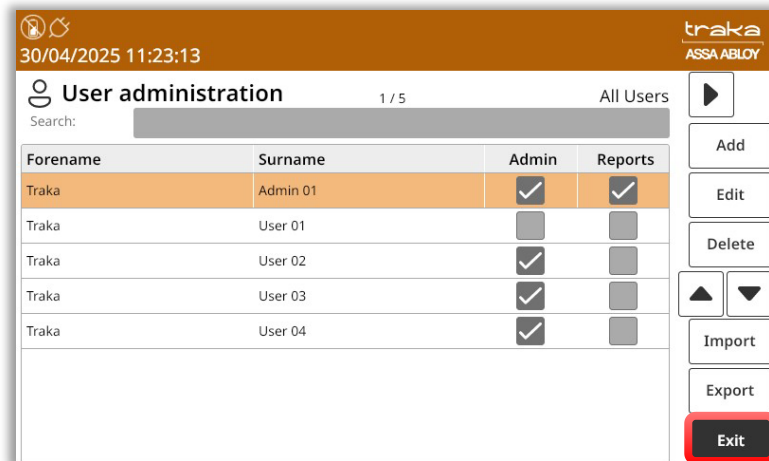 30/04/2025 11:23:13
traka
ASSA ABLOY
User administration 1 / 5 All Users
Search:
Forename Surname Admin Reports
Traka Admin 01
Traka User 01
Traka User 02
Traka User 03
Traka User 04
Add
Edit
Delete
Import
Export
Exit